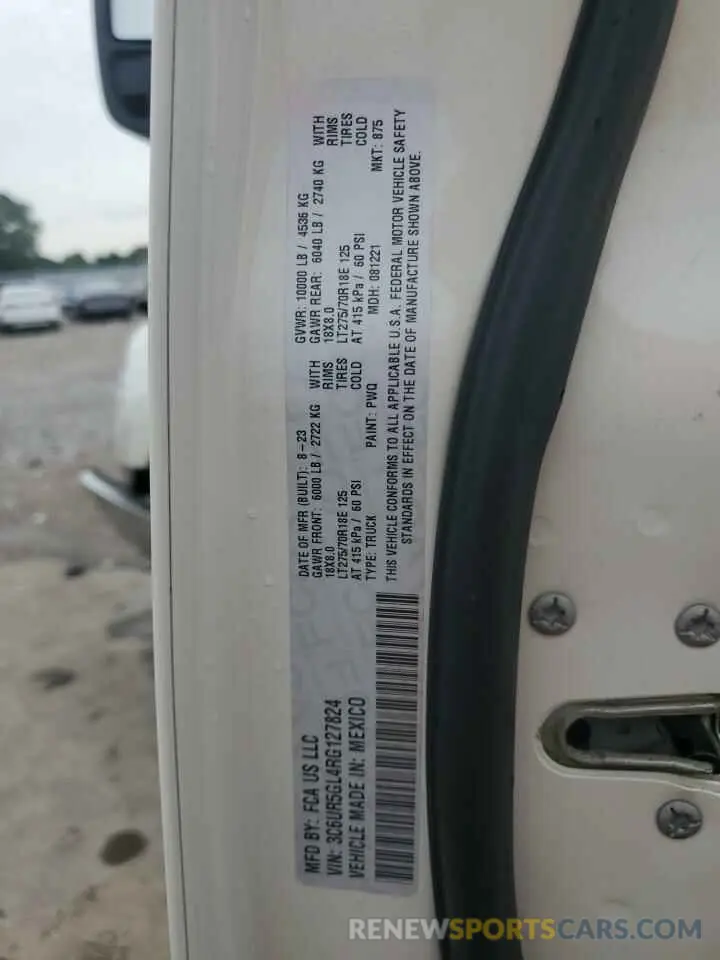 MFD BY: FCA US LLC
VIN: 3C6UR5GL4RG127824
VEHICLE MADE IN: MEXICO
DATE OF MFR (BUILT): 8-23
GAWR FRONT: 6000 LB / 2722 KG WITH
18X8.0 RIMS
LT275/70R18E 125 TIRES
AT 415 kPa / 60 PSI COLD
TYPE: TRUCK PAINT: PWQ
GVWR: 10000 LB / 4536 KG
GAWR REAR: 6040 LB / 2740 KG WITH
18X8.0 RIMS
LT275/70R18E 125 TIRES
AT 415 kPa / 60 PSI COLD
MDH: 081221 MKT: 875
THIS VEHICLE CONFORMS TO ALL APPLICABLE U.S.A. FEDERAL MOTOR VEHICLE SAFETY
STANDARDS IN EFFECT ON THE DATE OF MANUFACTURE SHOWN ABOVE.
RENEWSPORTSCARS.COM